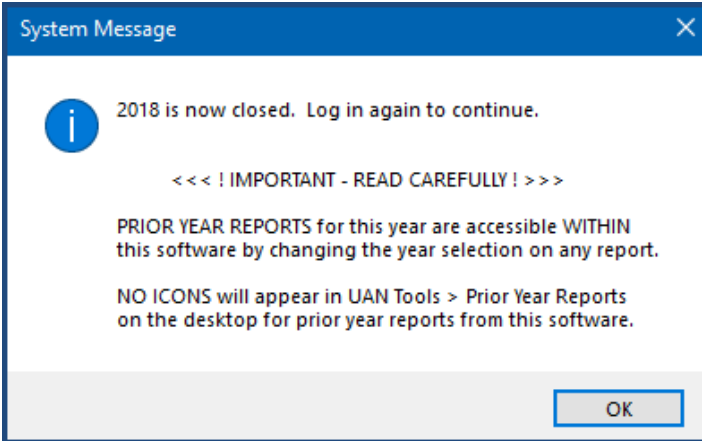 System Message
2018 is now closed.  Log in again to continue.
<<< ! IMPORTANT - READ CAREFULLY ! >>>
PRIOR YEAR REPORTS for this year are accessible WITHIN
this software by changing the year selection on any report.
NO ICONS will appear in UAN Tools > Prior Year Reports
on the desktop for prior year reports from this software.
OK